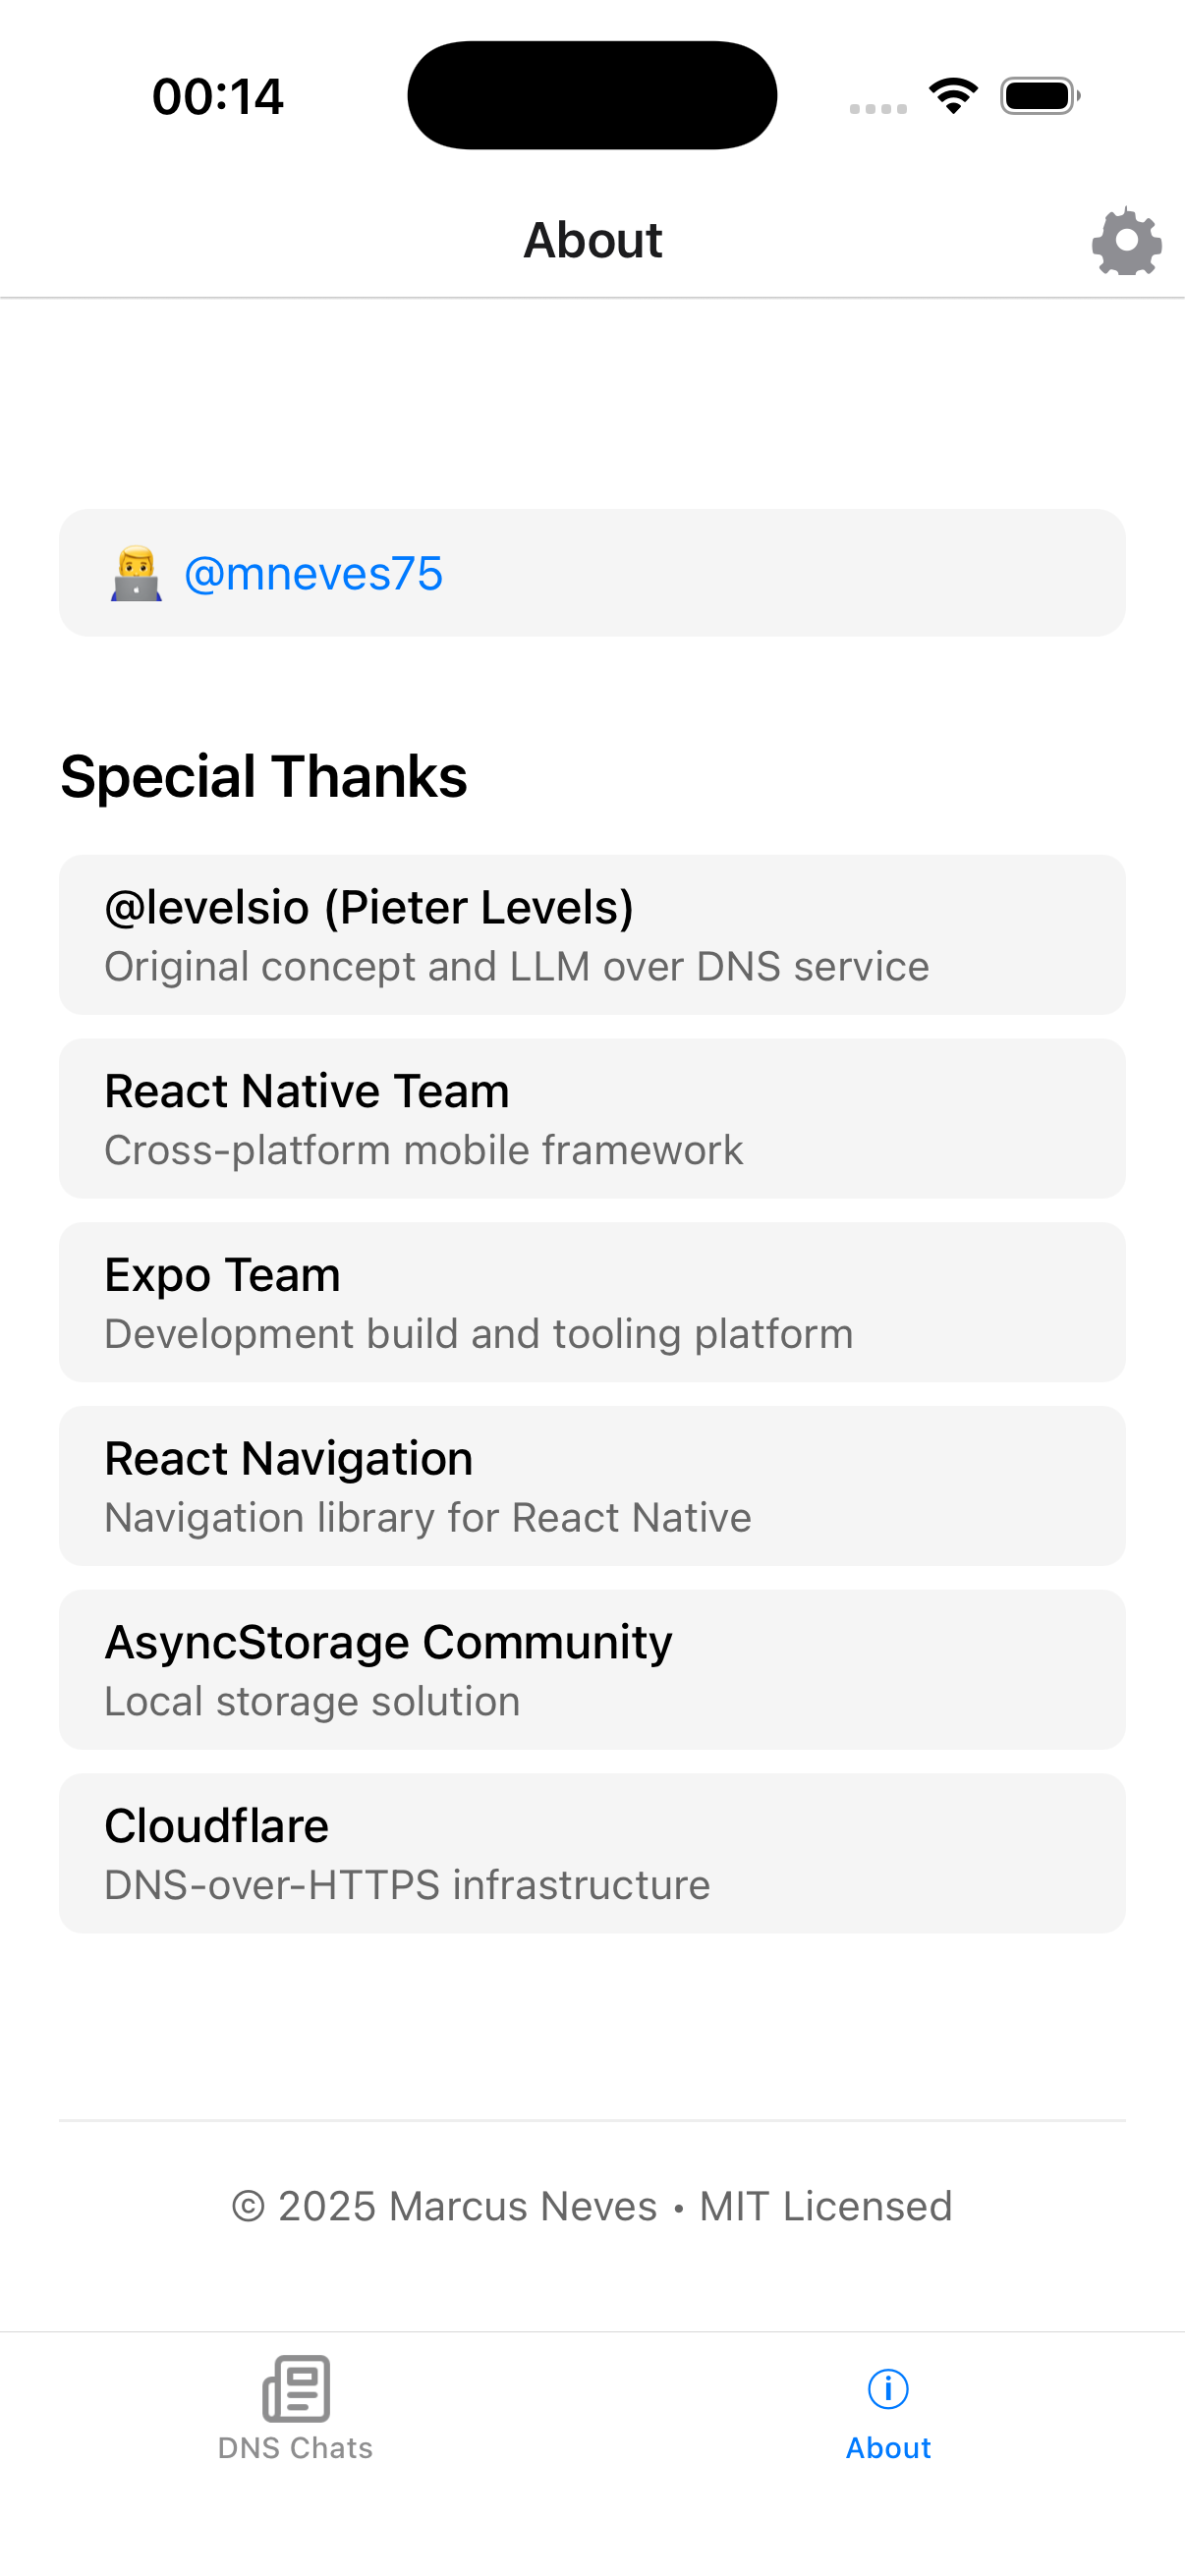 00:14
About
@mneves75
Special Thanks
@levelsio (Pieter Levels)
Original concept and LLM over DNS service
React Native Team
Cross-platform mobile framework
Expo Team
Development build and tooling platform
React Navigation
Navigation library for React Native
AsyncStorage Community
Local storage solution
Cloudflare
DNS-over-HTTPS infrastructure
© 2025 Marcus Neves • MIT Licensed
DNS Chats
About